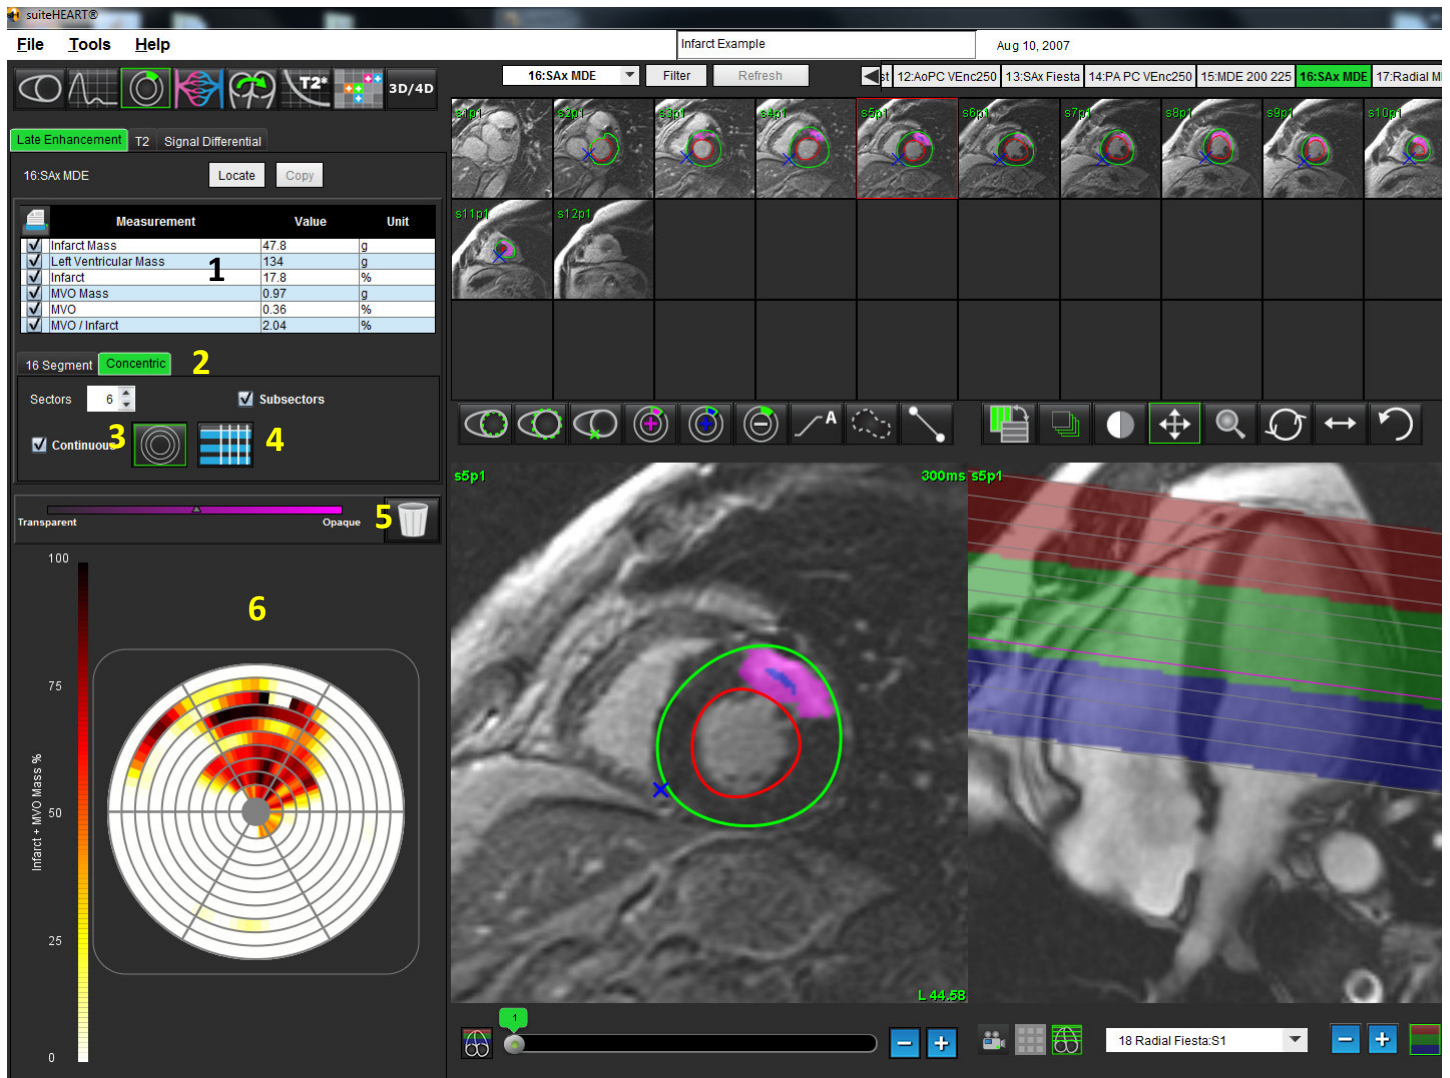 suiteHEART®
File Tools Help
Infarct Example
Aug 10, 2007
T2* 3D/4D
16:SAx MDE Filter Refresh
st 12:AoPC VEnc250 13:SAx Fiesta 14:PA PC VEnc250 15:MDE 200 225 16:SAx MDE 17:Radial M
Late Enhancement T2 Signal Differential
16:SAx MDE Locate Copy
Measurement Value Unit
Infarct Mass 47.8 g
Left Ventricular Mass 134 g
1
Infarct 17.8 %
MVO Mass 0.97 g
MVO 0.36 %
MVO / Infarct 2.04 %
16 Segment Concentric 2
Sectors 6 Subsectors
Continuous 3 4
Transparent Opaque 5
100
75
50
25
0
Infarct + MVO Mass %
6
s1p1 s2p1 s3p1 s4p1 s5p1 s6p1 s7p1 s8p1 s9p1 s10p1
s11p1 s12p1
A
s5p1 300ms s5p1
L 44.58
1
18 Radial Fiesta:S1